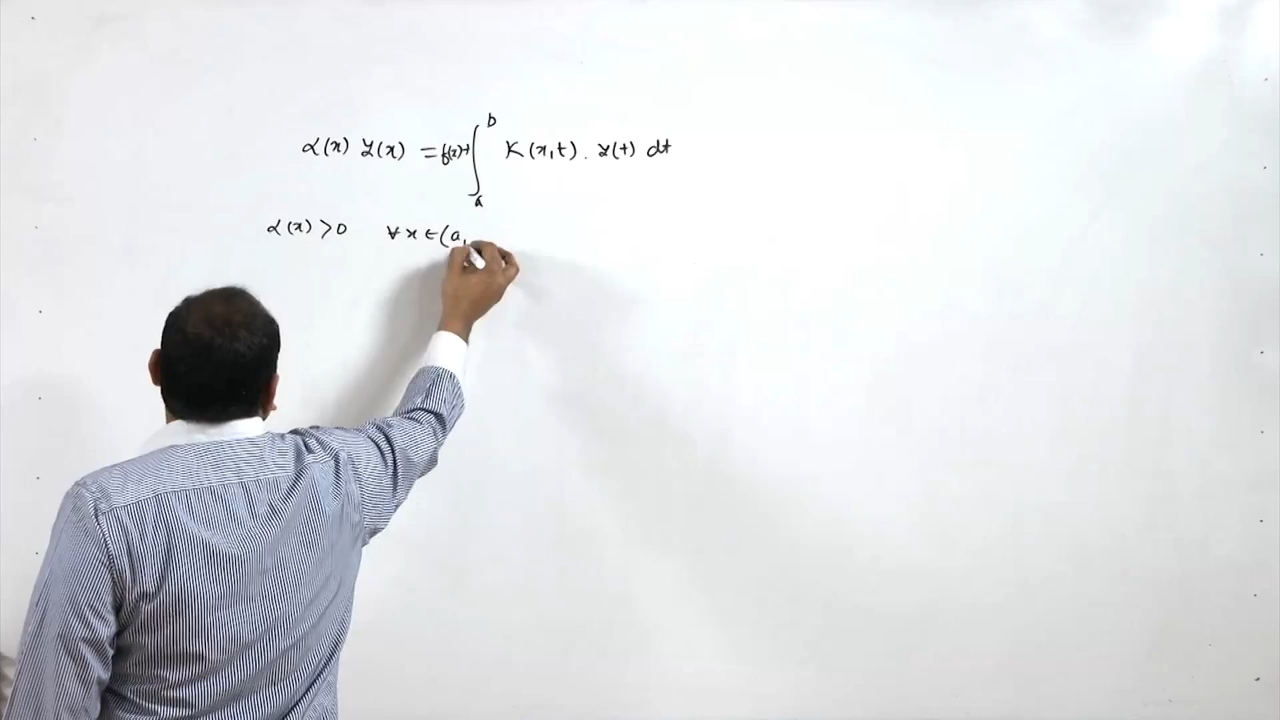 α(x) y(x) = f(x)+ ∫ₐᵇ K(x,t). y(t) dt
α(x) >0 ∀ x ∈ (a,